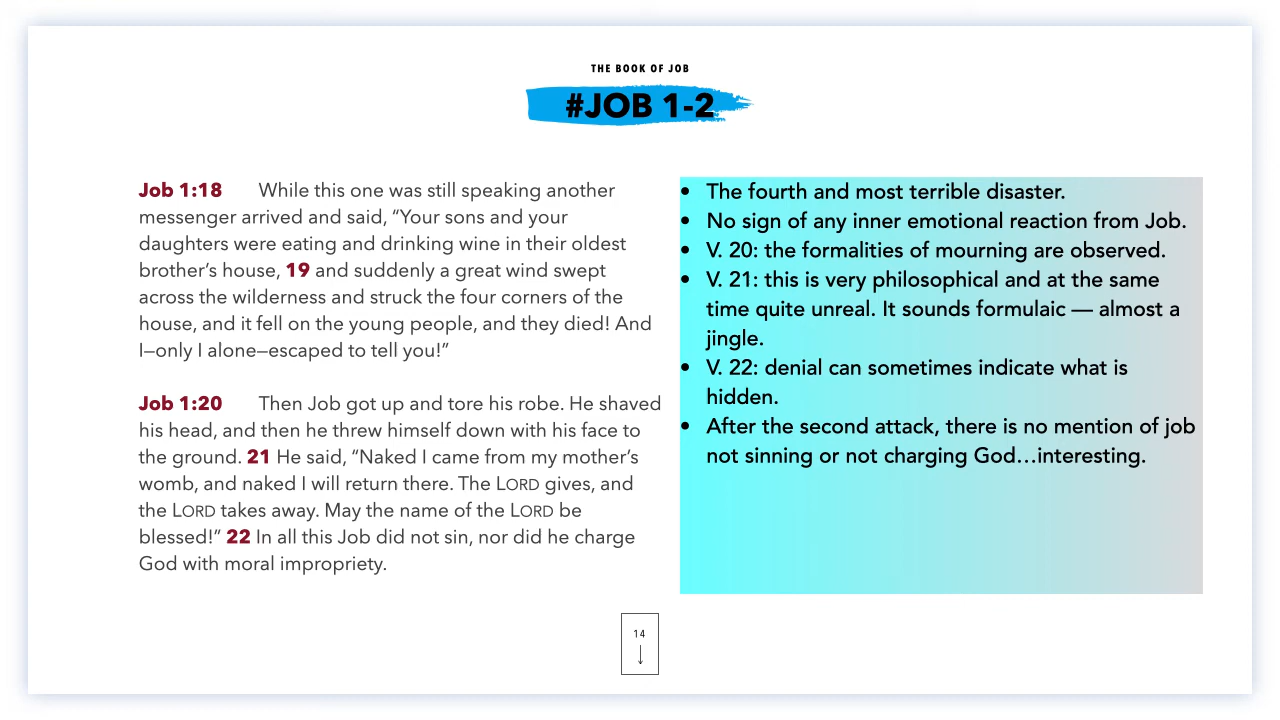 THE BOOK OF JOB
#JOB 1-2
Job 1:18 While this one was still speaking another
messenger arrived and said, “Your sons and your
daughters were eating and drinking wine in their oldest
brother’s house, 19 and suddenly a great wind swept
across the wilderness and struck the four corners of the
house, and it fell on the young people, and they died! And
I–only I alone–escaped to tell you!”
Job 1:20 Then Job got up and tore his robe. He shaved
his head, and then he threw himself down with his face to
the ground. 21 He said, “Naked I came from my mother’s
womb, and naked I will return there. The LORD gives, and
the LORD takes away. May the name of the LORD be
blessed!” 22 In all this Job did not sin, nor did he charge
God with moral impropriety.
• The fourth and most terrible disaster.
• No sign of any inner emotional reaction from Job.
• V. 20: the formalities of mourning are observed.
• V. 21: this is very philosophical and at the same
time quite unreal. It sounds formulaic — almost a
jingle.
• V. 22: denial can sometimes indicate what is
hidden.
• After the second attack, there is no mention of job
not sinning or not charging God…interesting.
14